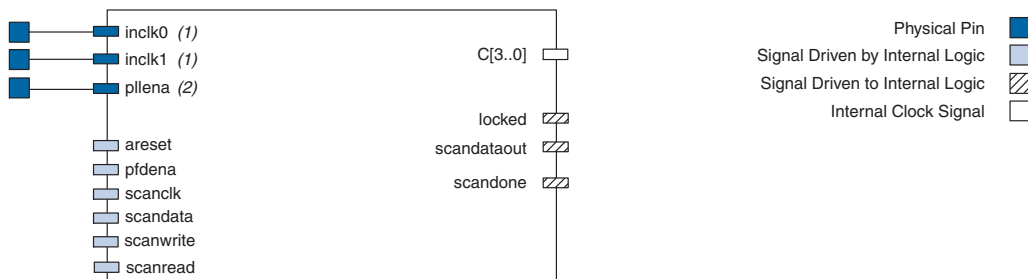 inclk0 (1)
inclk1 (1)
pllena (2)
areset
pfdena
scanclk
scandata
scanwrite
scanread
C[3..0]
locked
scandataout
scandone
Physical Pin
Signal Driven by Internal Logic
Signal Driven to Internal Logic
Internal Clock Signal